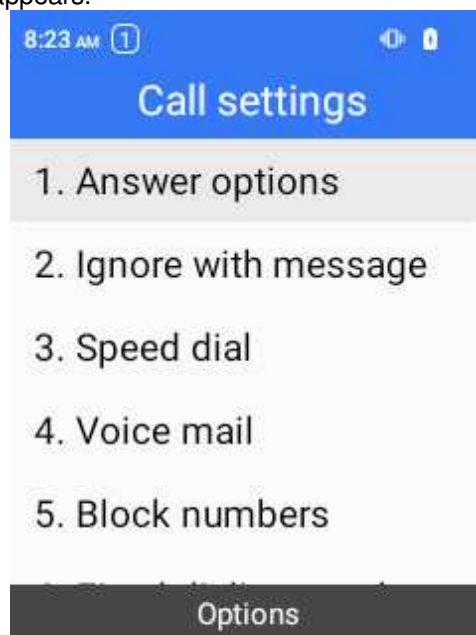 appears.
8:23 AM 1
Call settings
1. Answer options
2. Ignore with message
3. Speed dial
4. Voice mail
5. Block numbers
Options